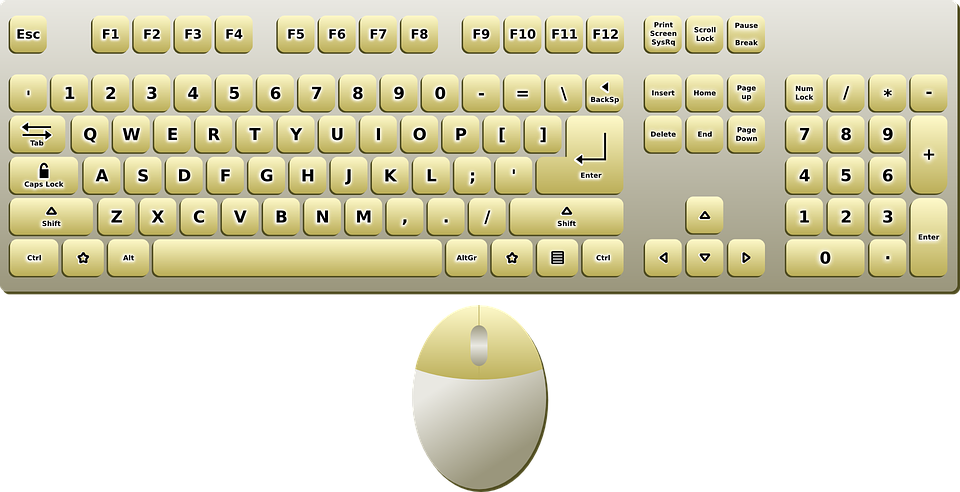 Esc F1 F2 F3 F4 F5 F6 F7 F8 F9 F10 F11 F12 Print Screen SysRq Scroll Lock Pause Break
' 1 2 3 4 5 6 7 8 9 0 - = \ BackSp Insert Home Page up Num Lock / * -
Tab Q W E R T Y U I O P [ ] Enter Delete End Page Down 7 8 9 +
Caps Lock A S D F G H J K L ; ' 4 5 6
Shift Z X C V B N M , . / Shift 1 2 3 Enter
Ctrl Alt AltGr Ctrl 0 .